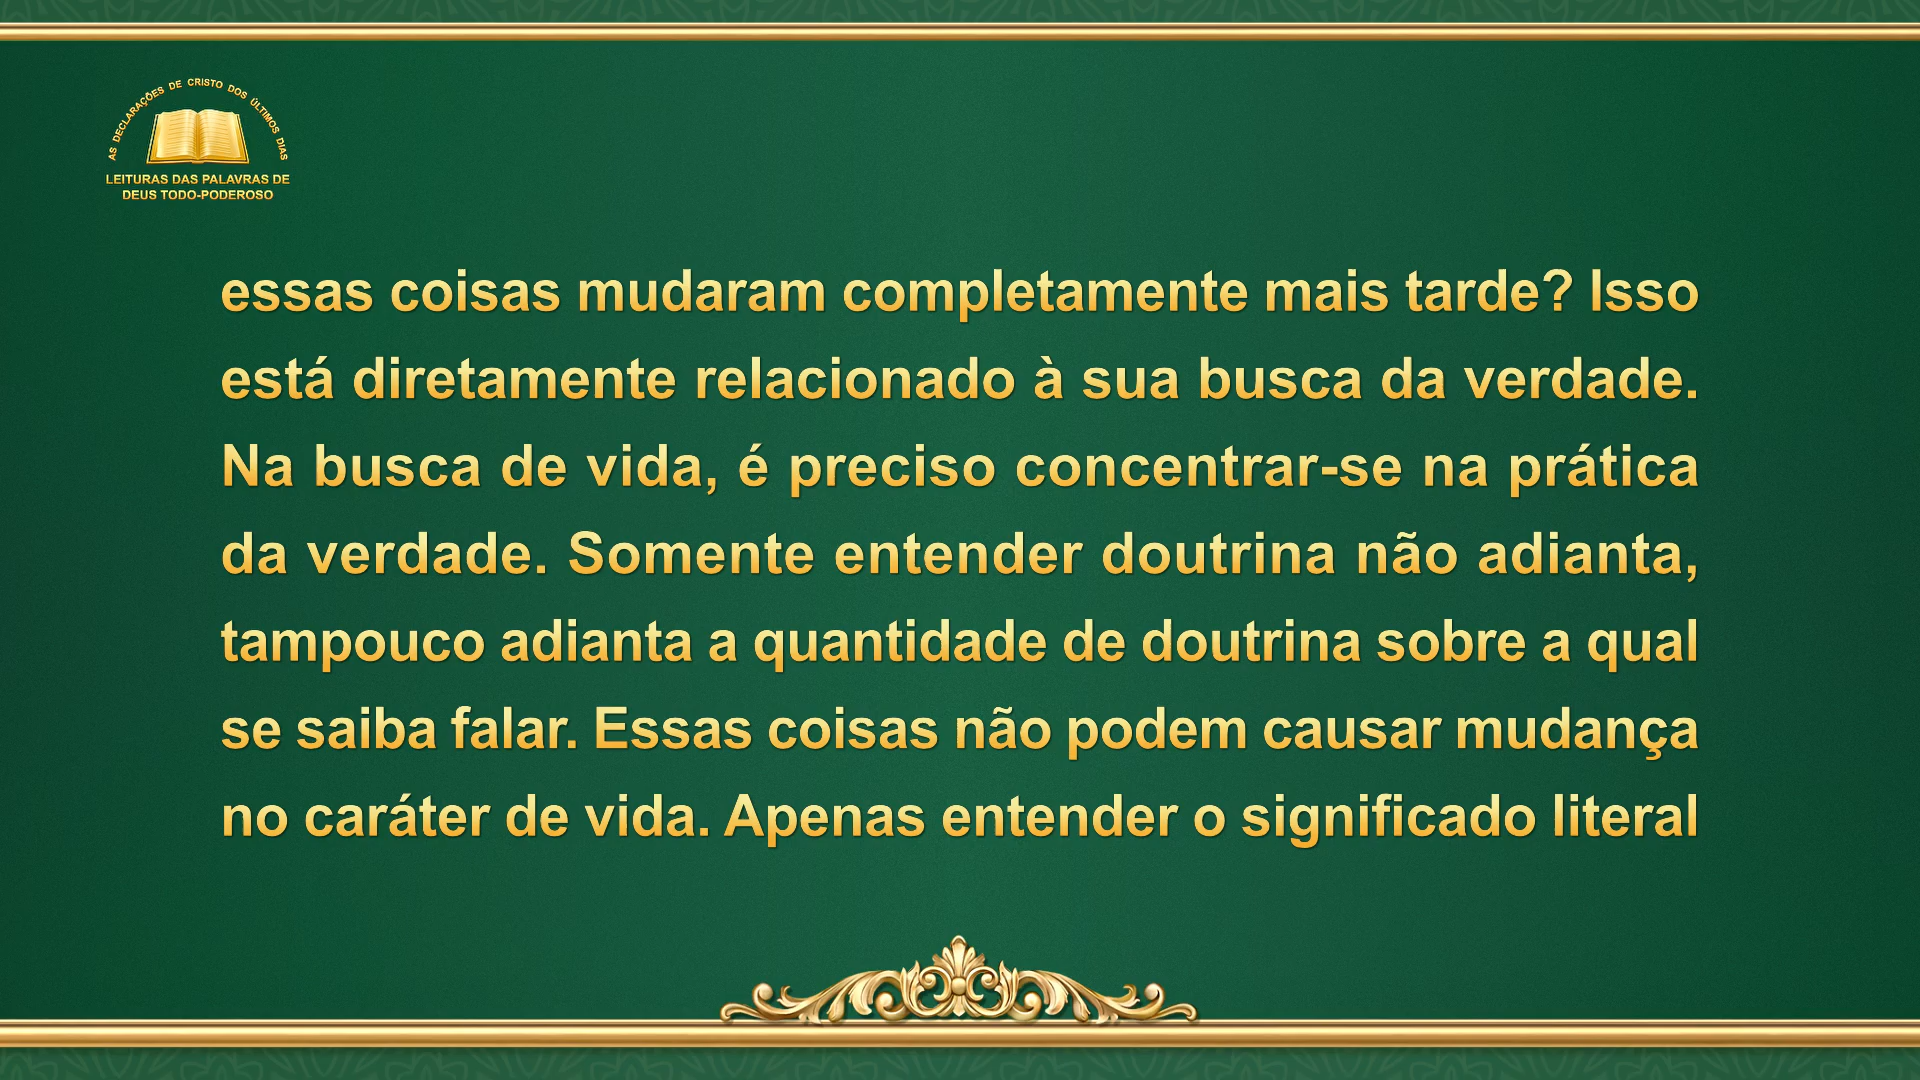 AS DECLARAÇÕES DE CRISTO DOS ÚLTIMOS DIAS
LEITURAS DAS PALAVRAS DE
DEUS TODO-PODEROSO
essas coisas mudaram completamente mais tarde? Isso
está diretamente relacionado à sua busca da verdade.
Na busca de vida, é preciso concentrar-se na prática
da verdade. Somente entender doutrina não adianta,
tampouco adianta a quantidade de doutrina sobre a qual
se saiba falar. Essas coisas não podem causar mudança
no caráter de vida. Apenas entender o significado literal